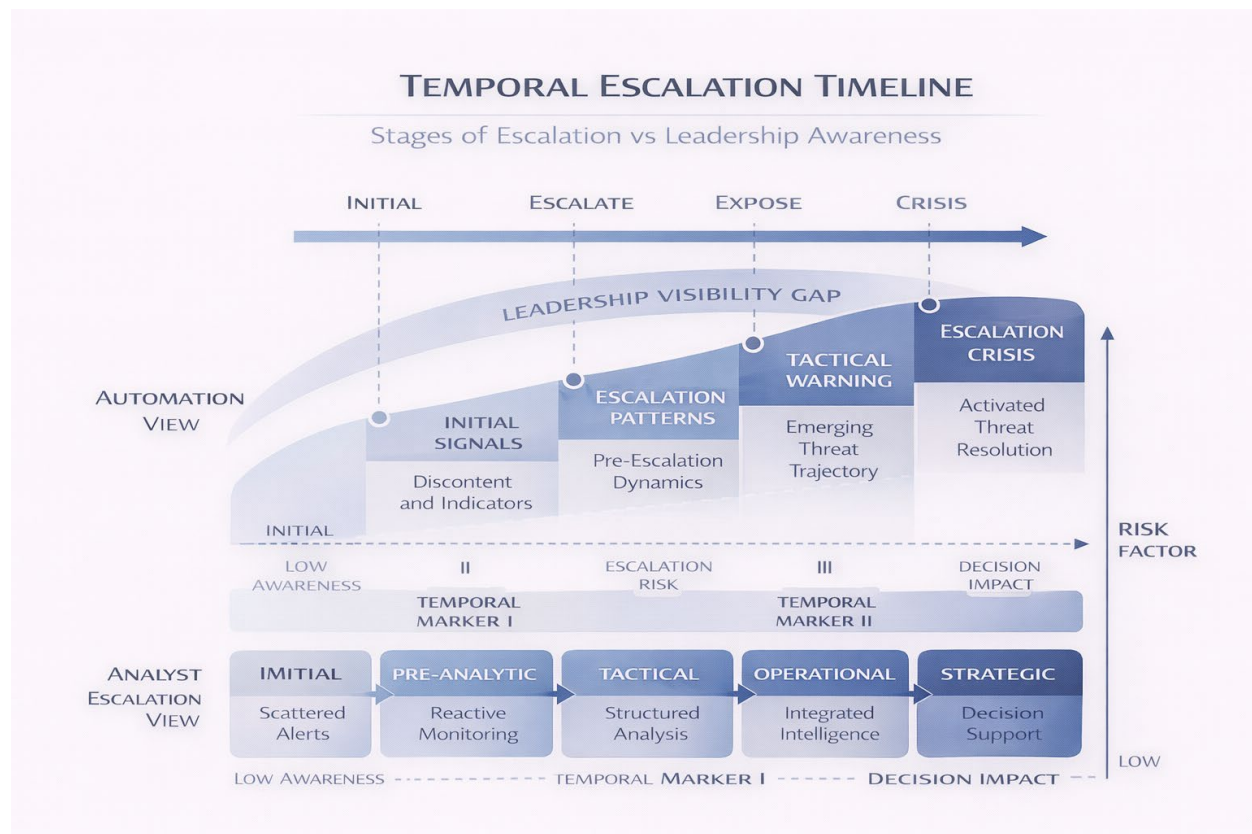 TEMPORAL ESCALATION TIMELINE
Stages of Escalation vs Leadership Awareness
INITIAL
ESCALATE
EXPOSE
CRISIS
LEADERSHIP VISIBILITY GAP
AUTOMATION
VIEW
INITIAL
INITIAL
SIGNALS
Discontent
and Indicators
ESCALATION
PATTERNS
Pre-Escalation
Dynamics
TACTICAL
WARNING
Emerging
Threat
Trajectory
ESCALATION
CRISIS
Activated
Threat
Resolution
RISK
FACTOR
LOW
AWARENESS
II
TEMPORAL
MARKER I
ESCALATION
RISK
III
TEMPORAL
MARKER II
DECISION
IMPACT
ANALYST
ESCALATION
VIEW
IMITIAL
Scattered
Alerts
PRE-ANALYTIC
Reactive
Monitoring
TACTICAL
Structured
Analysis
OPERATIONAL
Integrated
Intelligence
STRATEGIC
Decision
Support
LOW
LOW AWARENESS
TEMPORAL MARKER I
DECISION IMPACT